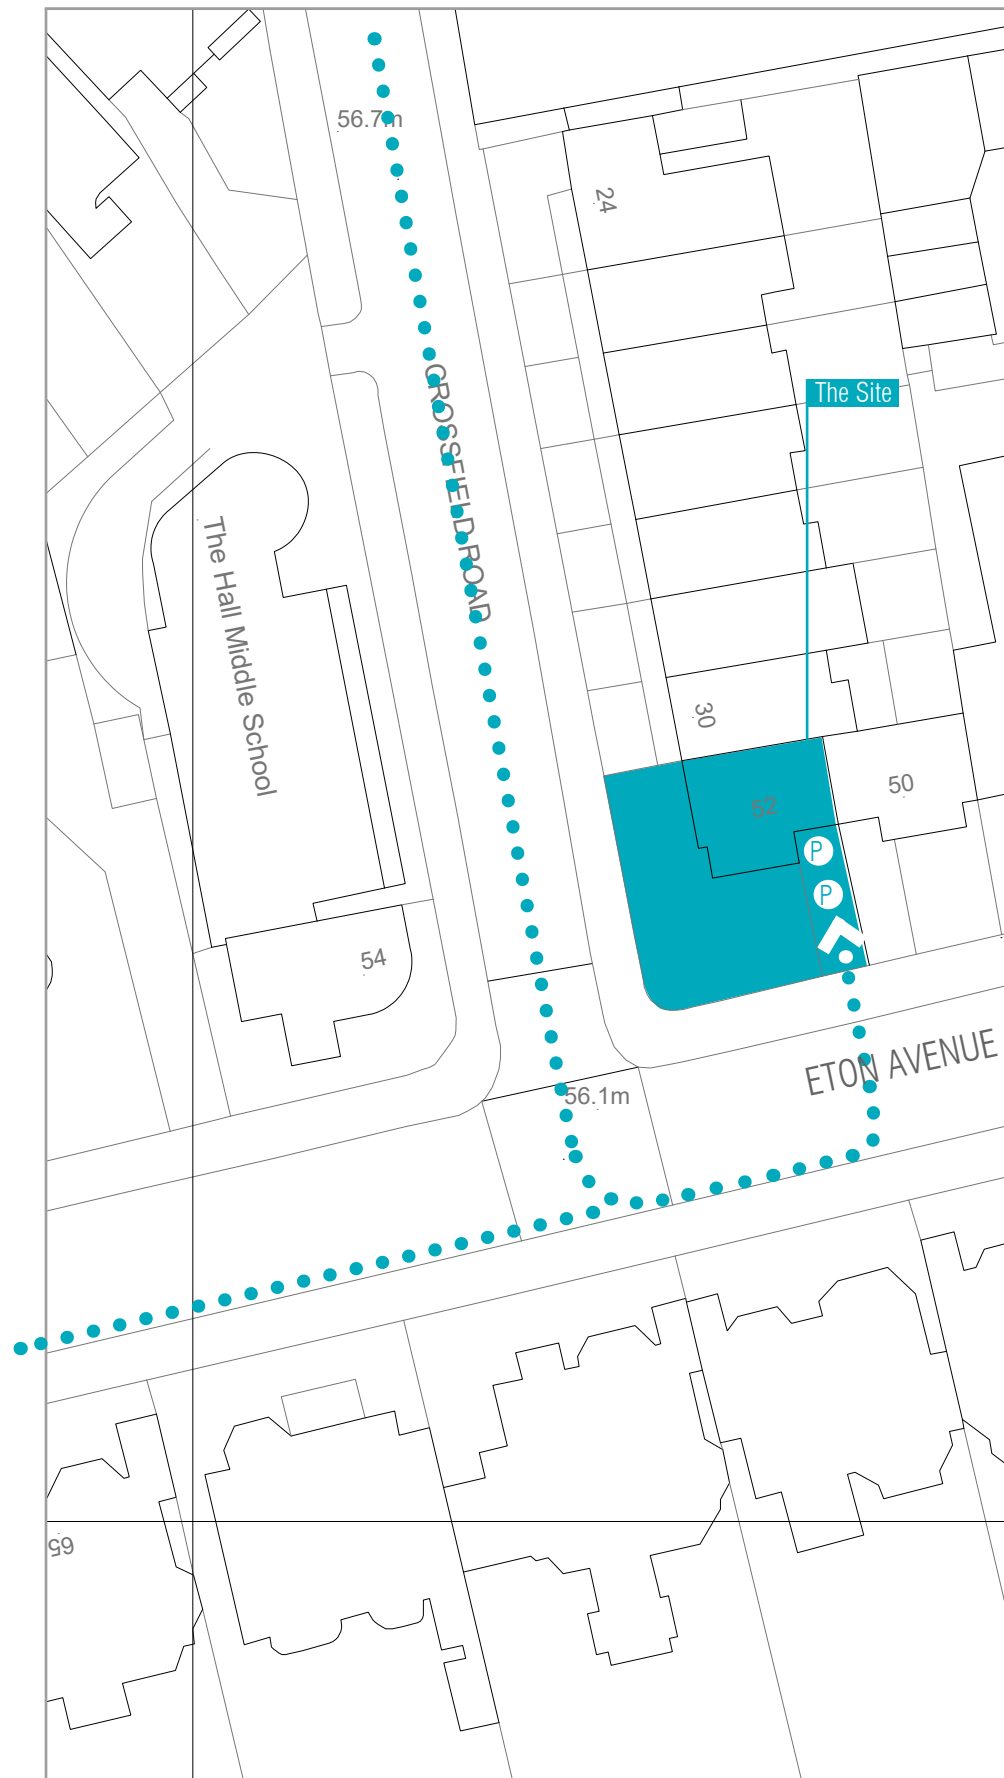 56.7m
24
CROSSFIELD ROAD
The Site
The Hall Middle School
30
52
50
P
P
54
ETON AVENUE
56.1m
65